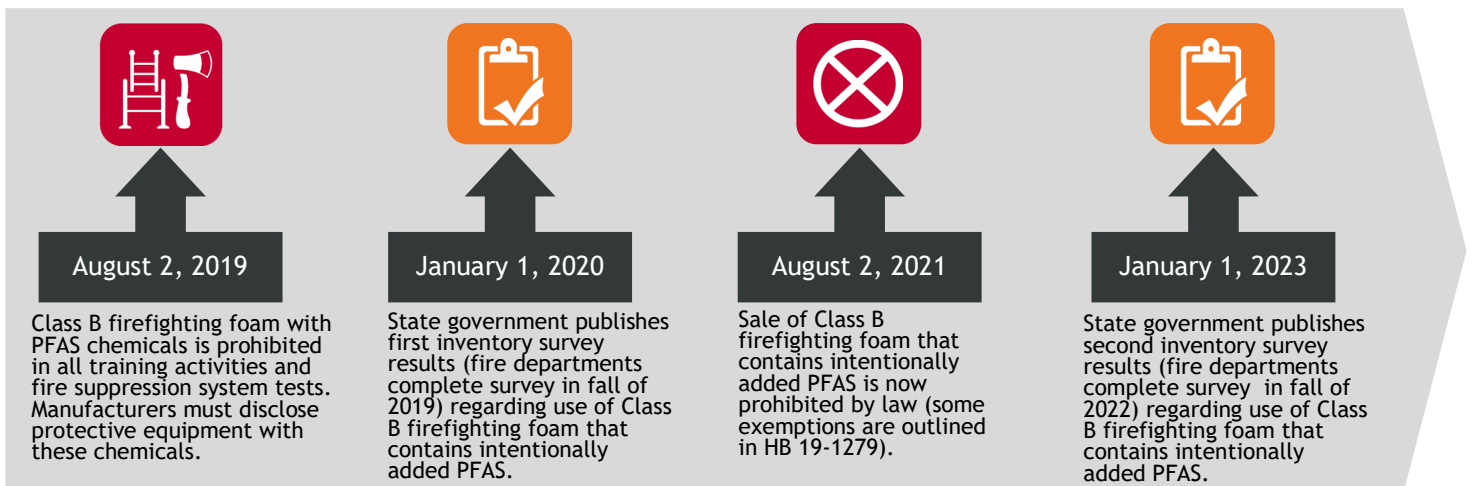 August 2, 2019
Class B firefighting foam with
PFAS chemicals is prohibited
in all training activities and
fire suppression system tests.
Manufacturers must disclose
protective equipment with
these chemicals.
January 1, 2020
State government publishes
first inventory survey
results (fire departments
complete survey in fall of
2019) regarding use of Class
B firefighting foam that
contains intentionally
added PFAS.
August 2, 2021
Sale of Class B
firefighting foam that
contains intentionally
added PFAS is now
prohibited by law (some
exemptions are outlined
in HB 19-1279).
January 1, 2023
State government publishes
second inventory survey
results (fire departments
complete survey in fall of
2022) regarding use of Class
B firefighting foam that
contains intentionally
added PFAS.